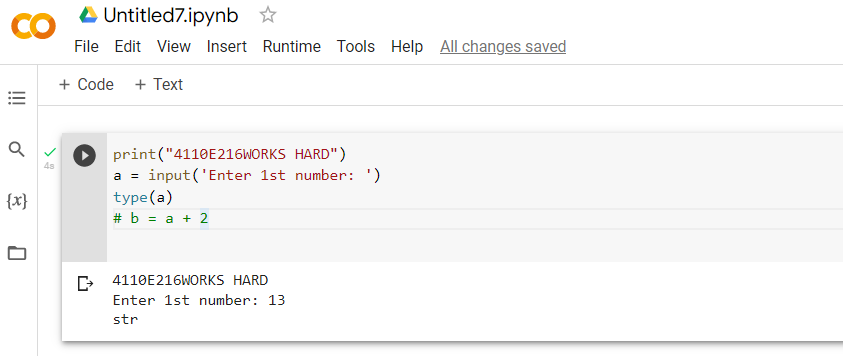 Untitled7.ipynb
File Edit View Insert Runtime Tools Help All changes saved
+ Code + Text
4s
print("4110E216WORKS HARD")
a = input('Enter 1st number: ')
type(a)
# b = a + 2
{x}
4110E216WORKS HARD
Enter 1st number: 13
str